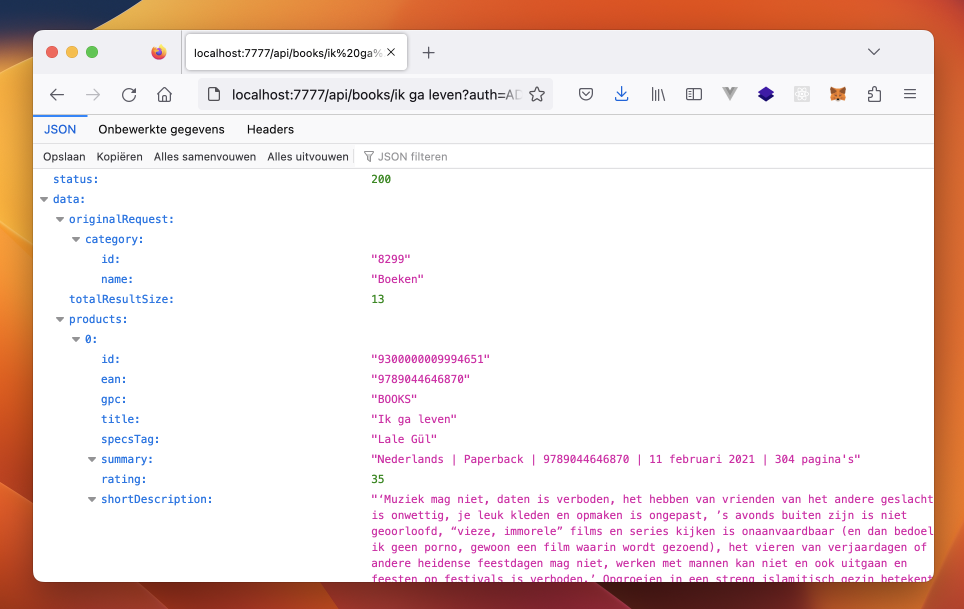 localhost:7777/api/books/ik%20ga%
localhost:7777/api/books/ik ga leven?auth=AD
JSON Onbewerkte gegevens Headers
Opslaan Kopiëren Alles samenvouwen Alles uitvouwen JSON filteren
status: 200
data:
originalRequest:
category:
id: "8299"
name: "Boeken"
totalResultSize: 13
products:
0:
id: "9300000009994651"
ean: "9789044646870"
gpc: "BOOKS"
title: "Ik ga leven"
specsTag: "Lale Gül"
summary: "Nederlands | Paperback | 9789044646870 | 11 februari 2021 | 304 pagina's"
rating: 35
shortDescription: "‘Muziek mag niet, daten is verboden, het hebben van vrienden van het andere geslacht
is onwettig, je leuk kleden en opmaken is ongepast, ’s avonds buiten zijn is niet
georloofd, “vieze, immorele” films en series kijken is onaanvaardbaar (en dan bedoel
ik geen porno, gewoon een film waarin wordt gezoend), het vieren van verjaardagen of
andere heidense feestdagen mag niet, werken met mannen kan niet en ook uitgaan en
feesten op festivals is verboden.’ Opgroeien in een streng islamitisch gezin betekent